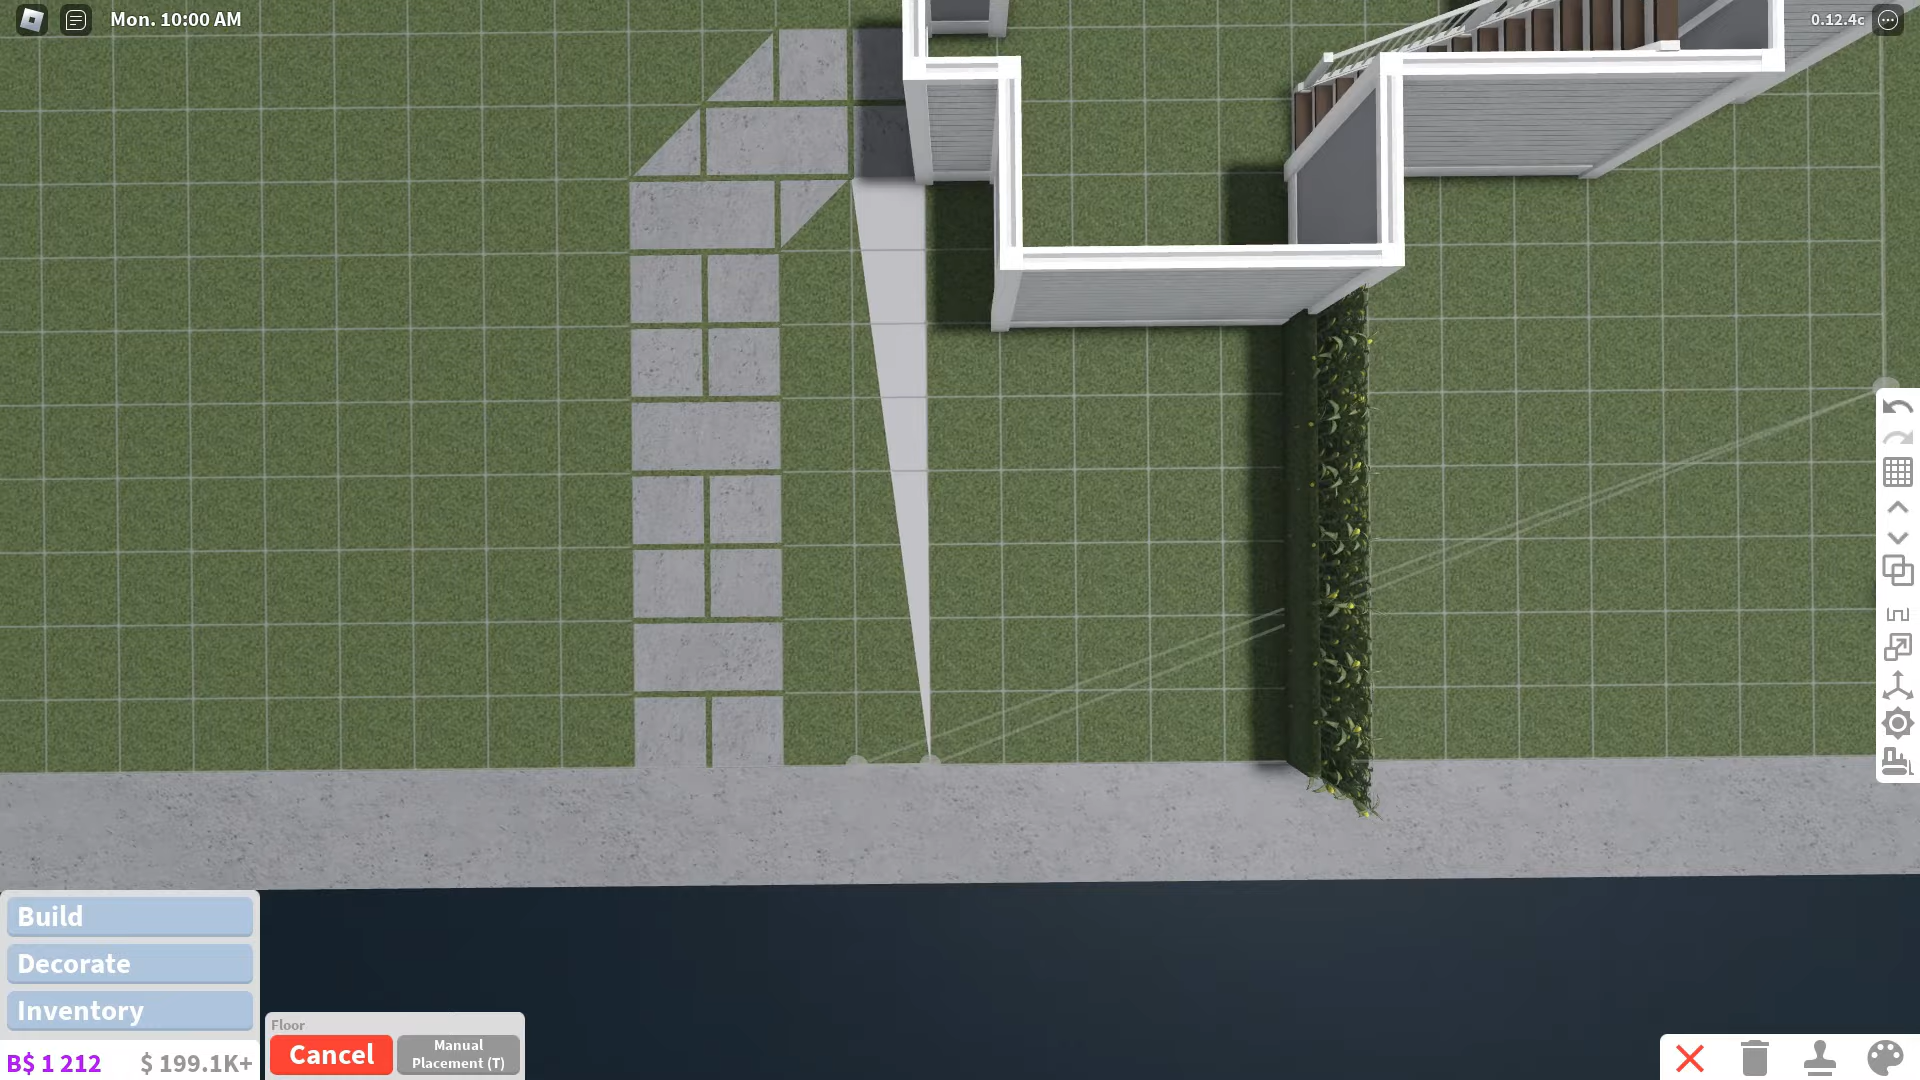 Mon. 10:00 AM
0.12.4c
Build
Decorate
Inventory
B$ 1 212
$ 199.1K+
Floor
Cancel
Manual
Placement (T)